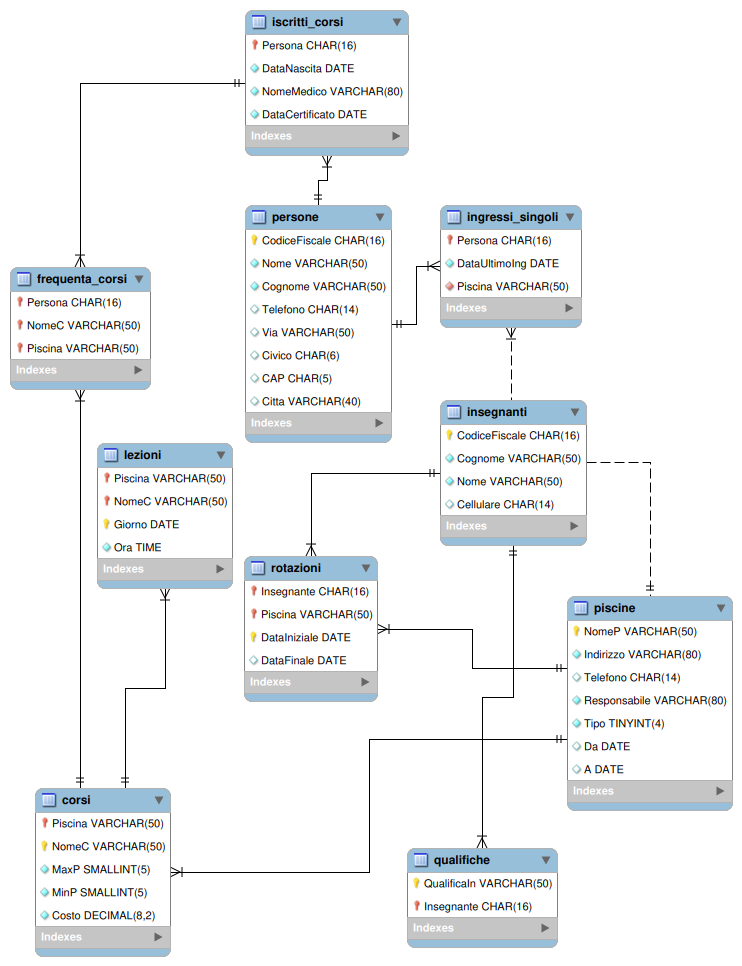 iscritti_corsi
Persona CHAR(16)
DataNascita DATE
NomeMedico VARCHAR(80)
DataCertificato DATE
Indexes
persone
CodiceFiscale CHAR(16)
Nome VARCHAR(50)
Cognome VARCHAR(50)
Telefono CHAR(14)
Via VARCHAR(50)
Civico CHAR(6)
CAP CHAR(5)
Citta VARCHAR(40)
Indexes
ingressi_singoli
Persona CHAR(16)
DataUltimoIng DATE
Piscina VARCHAR(50)
Indexes
frequenta_corsi
Persona CHAR(16)
NomeC VARCHAR(50)
Piscina VARCHAR(50)
Indexes
insegnanti
CodiceFiscale CHAR(16)
Cognome VARCHAR(50)
Nome VARCHAR(50)
Cellulare CHAR(14)
Indexes
lezioni
Piscina VARCHAR(50)
NomeC VARCHAR(50)
Giorno DATE
Ora TIME
Indexes
rotazioni
Insegnante CHAR(16)
Piscina VARCHAR(50)
DataIniziale DATE
DataFinale DATE
Indexes
piscine
NomeP VARCHAR(50)
Indirizzo VARCHAR(80)
Telefono CHAR(14)
Responsabile VARCHAR(80)
Tipo TINYINT(4)
Da DATE
A DATE
Indexes
corsi
Piscina VARCHAR(50)
NomeC VARCHAR(50)
MaxP SMALLINT(5)
MinP SMALLINT(5)
Costo DECIMAL(8,2)
Indexes
qualifiche
QualificaIn VARCHAR(50)
Insegnante CHAR(16)
Indexes